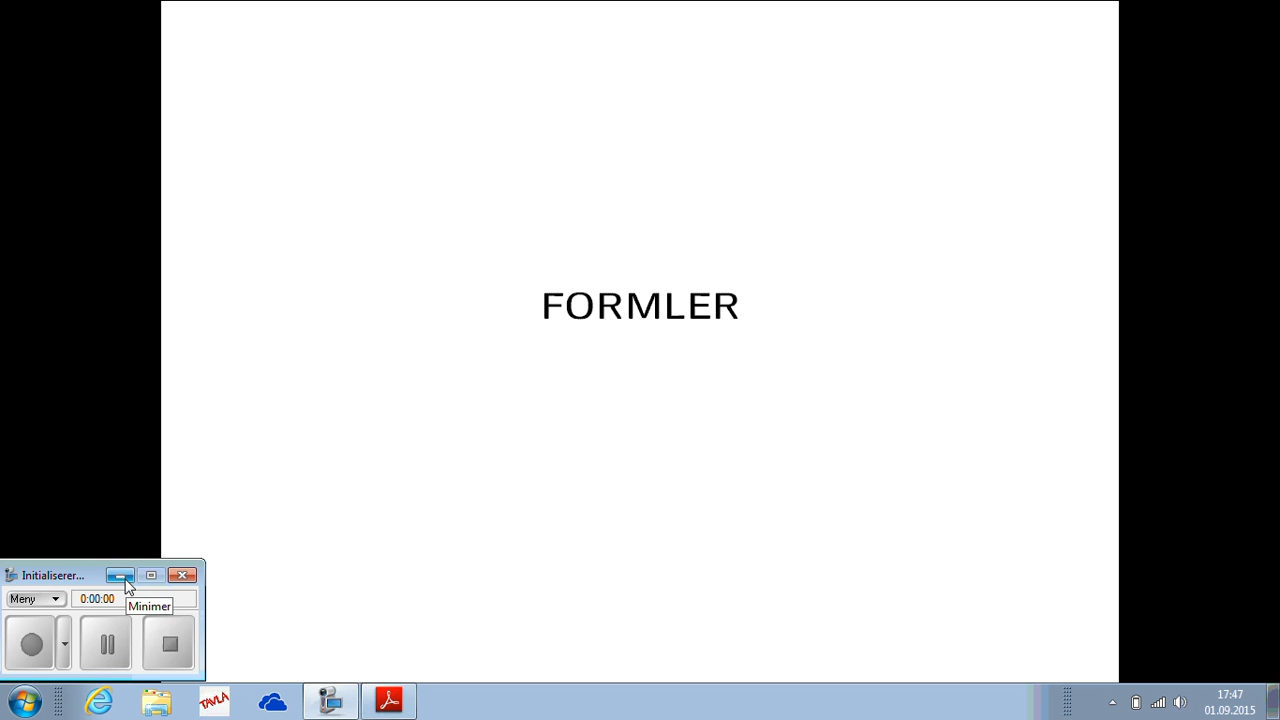 FORMLER
Initialiserer...
Meny
0:00:00
Minimer
TAVLA
17:47
01.09.2015